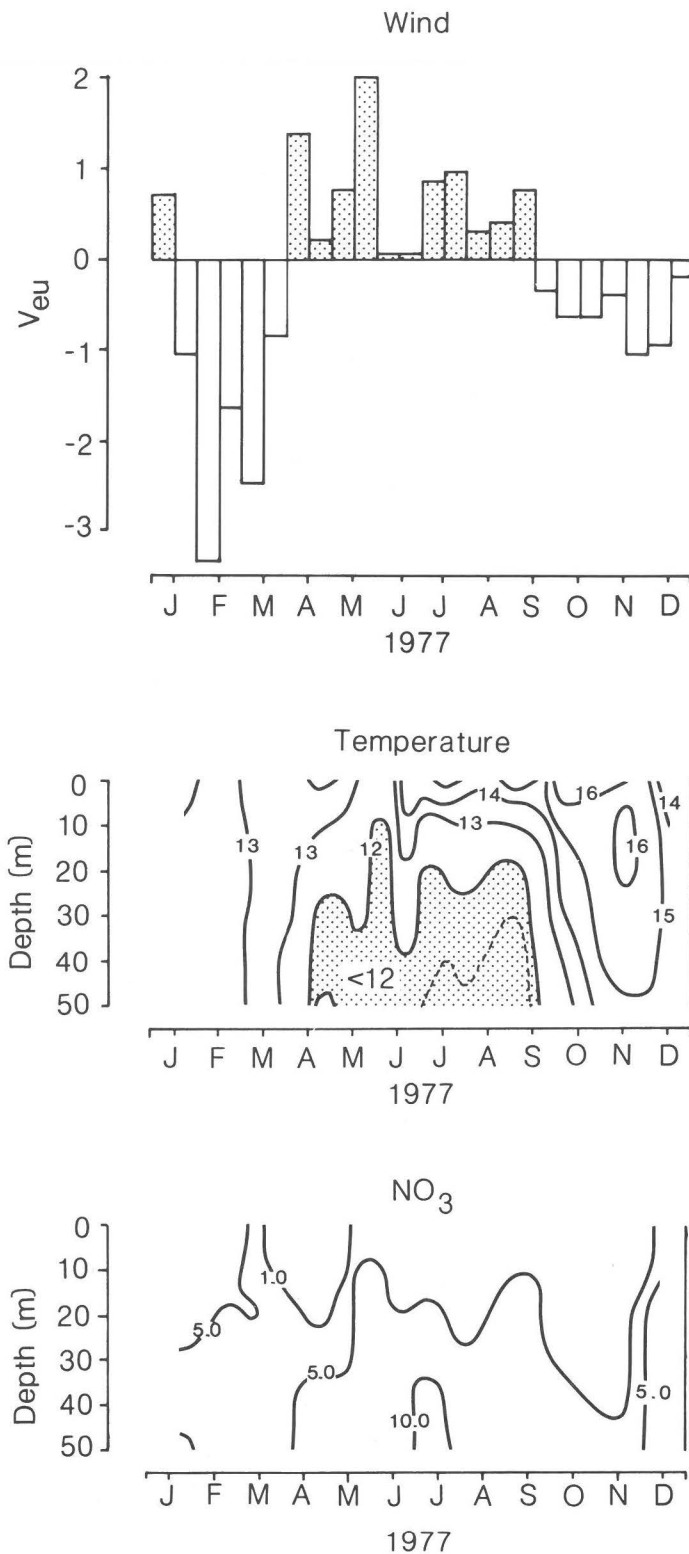 Wind
2
1
0
-1
-2
-3
Veu
J F M A M J J A S O N D
1977
Temperature
0
10
20
30
40
50
Depth (m)
13 13 12 14 13 16 16 14 15
<12
J F M A M J J A S O N D
1977
NO3
0
10
20
30
40
50
Depth (m)
5.0 1.0 5.0 10.0 5.0
J F M A M J J A S O N D
1977